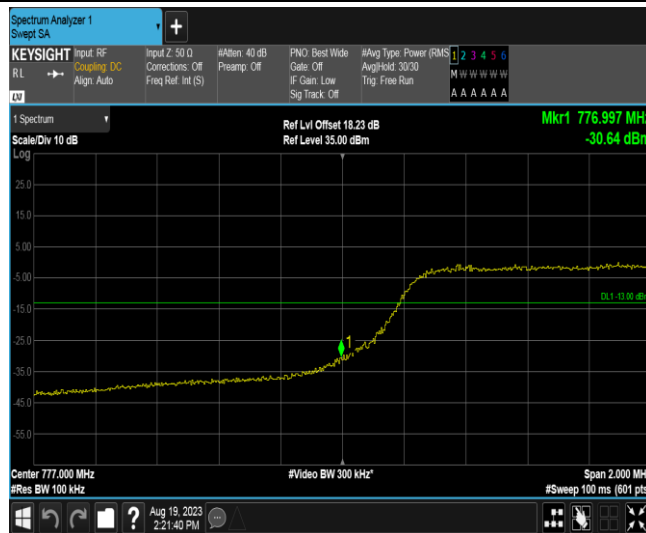 Spectrum Analyzer 1
Swept SA
+
KEYSIGHT
RL
Input: RF
Coupling: DC
Align: Auto
Input Z: 50 Ω
Corrections: Off
Freq Ref: Int (S)
#Atten: 40 dB
Preamp: Off
PNO: Best Wide
Gate: Off
IF Gain: Low
Sig Track: Off
#Avg Type: Power (RMS
Avg|Hold: 30/30
Trig: Free Run
1 2 3 4 5 6
M W W W W W
A A A A A A
1 Spectrum
Scale/Div 10 dB
Log
Ref Lvl Offset 18.23 dB
Ref Level 35.00 dBm
Mkr1 776.997 MHz
-30.64 dBm
25.0
15.0
5.00
-5.00
-15.0
-25.0
-35.0
-45.0
-55.0
DL1 -13.00 dBm
1
Center 777.000 MHz
#Res BW 100 kHz
#Video BW 300 kHz*
Span 2.000 MHz
#Sweep 100 ms (601 pts
?
Aug 19, 2023
2:21:40 PM